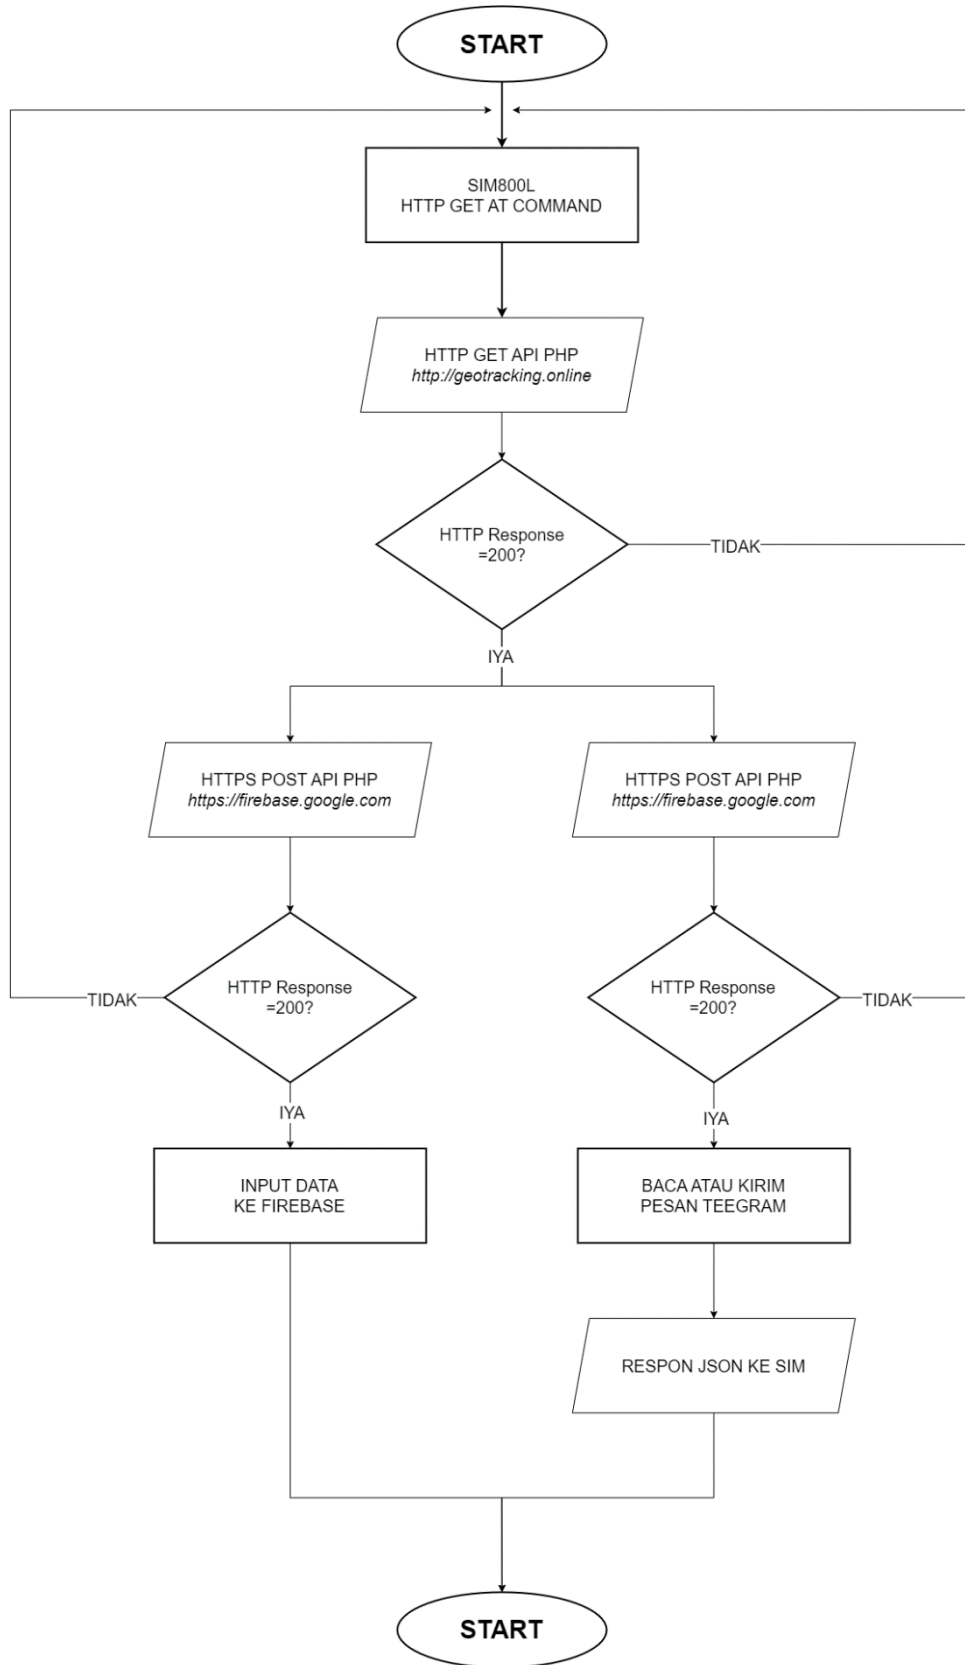 START
SIM800L
HTTP GET AT COMMAND
HTTP GET API PHP
http://geotracking.online
HTTP Response
=200?
TIDAK
IYA
HTTPS POST API PHP
https://firebase.google.com
HTTPS POST API PHP
https://firebase.google.com
HTTP Response
=200?
TIDAK
HTTP Response
=200?
TIDAK
IYA
IYA
INPUT DATA
KE FIREBASE
BACA ATAU KIRIM
PESAN TEEGRAM
RESPON JSON KE SIM
START